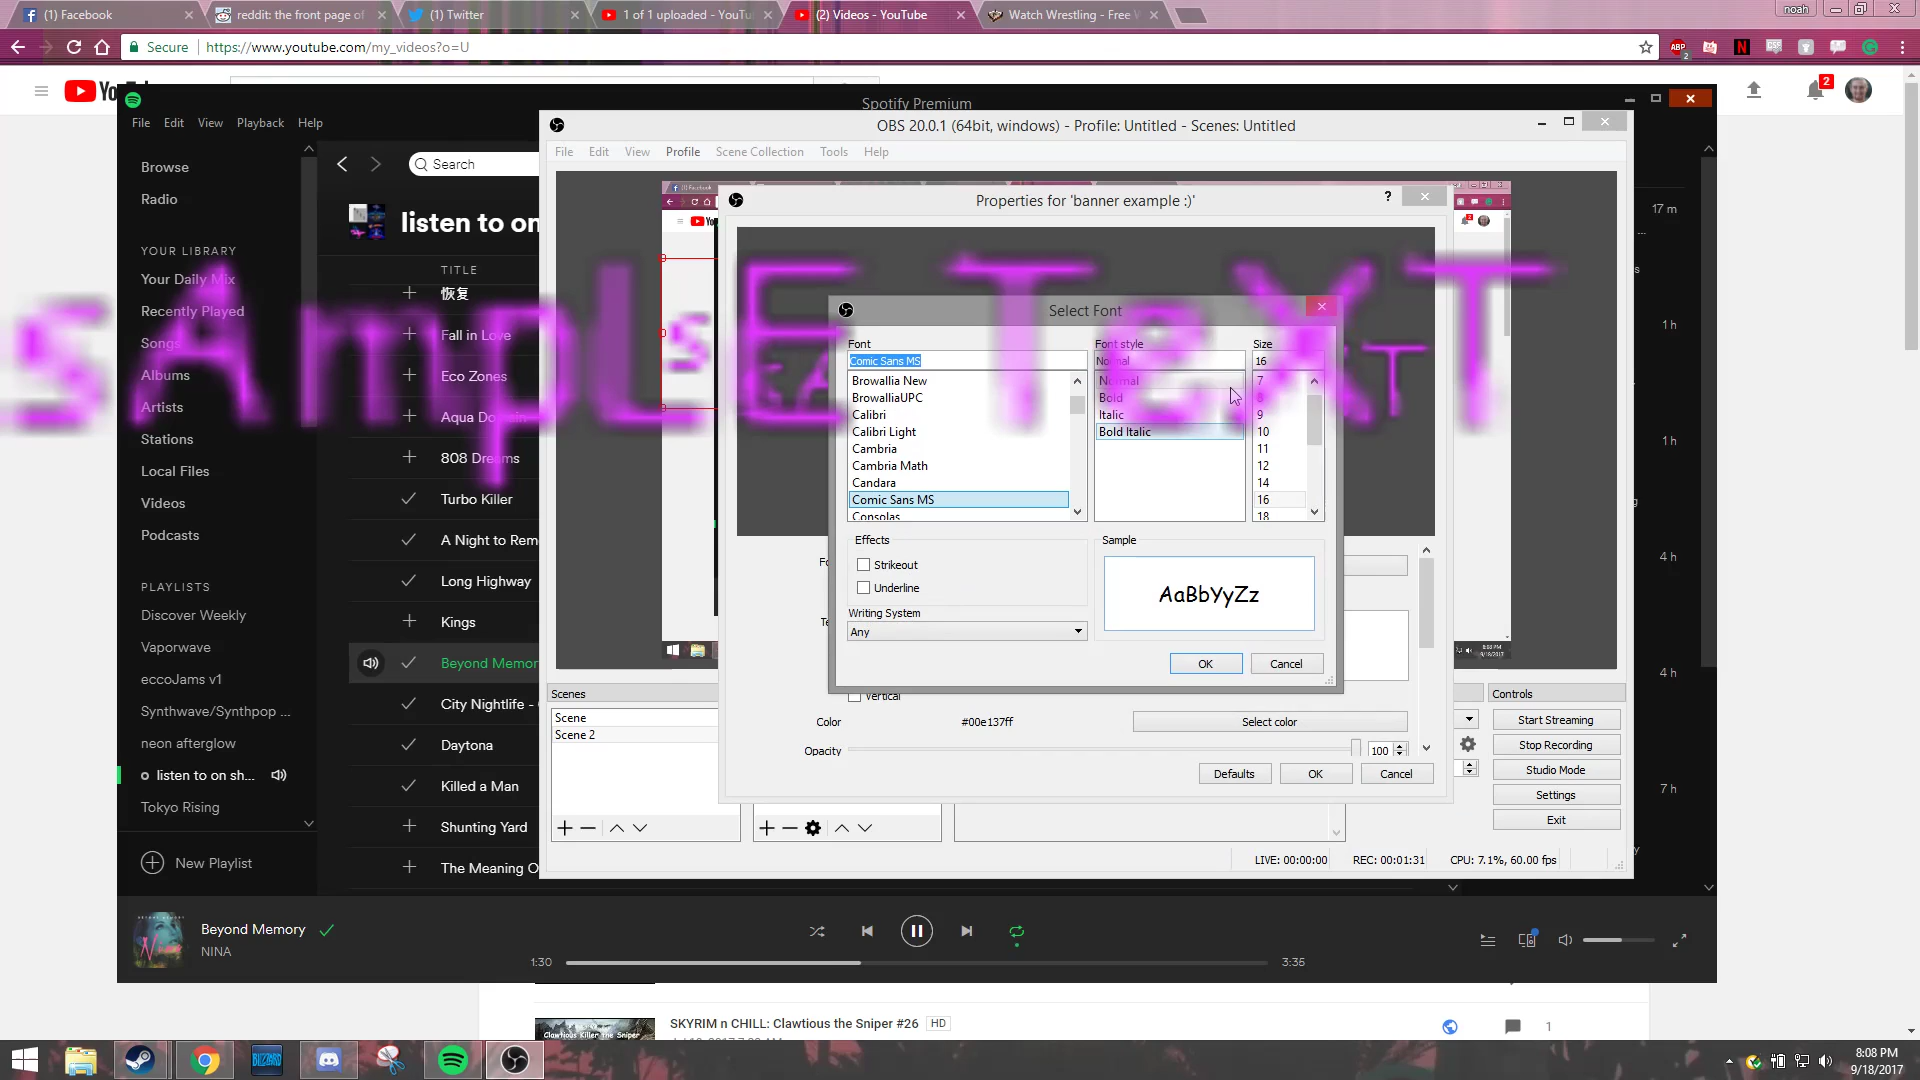 (1) Facebook
reddit: the front page of
(1) Twitter
1 of 1 uploaded - YouTu
(2) Videos - YouTube
Watch Wrestling - Free
noah
Secure
https://www.youtube.com/my_videos?o=U
ABP
2
N
2
Spotify Premium
File Edit View Playback Help
Search
Browse
Radio
YOUR LIBRARY
Your Daily Mix
Recently Played
Songs
Albums
Artists
Stations
Local Files
Videos
Podcasts
PLAYLISTS
Discover Weekly
Vaporwave
eccoJams v1
Synthwave/Synthpop ...
neon afterglow
listen to on sh...
Tokyo Rising
New Playlist
listen to on
TITLE
恢复
Fall in Love
Eco Zones
Aqua Domain
808 Dreams
Turbo Killer
A Night to Rem
Long Highway
Kings
Beyond Memor
City Nightlife -
Daytona
Killed a Man
Shunting Yard
The Meaning O
17 m
1 h
1 h
4 h
4 h
7 h
OBS 20.0.1 (64bit, windows) - Profile: Untitled - Scenes: Untitled
File Edit View Profile Scene Collection Tools Help
Properties for 'banner example :)'
sAmpLE TeXT
Select Font
Font
Comic Sans MS
Browallia New
BrowalliaUPC
Calibri
Calibri Light
Cambria
Cambria Math
Candara
Comic Sans MS
Consolas
Font style
Normal
Normal
Bold
Italic
Bold Italic
Size
16
7
8
9
10
11
12
14
16
18
Effects
Strikeout
Underline
Writing System
Any
Sample
AaBbYyZz
OK Cancel
Vertical
Color #00e137ff Select color
Opacity 100
Defaults OK Cancel
Scenes
Scene
Scene 2
Controls
Start Streaming
Stop Recording
Studio Mode
Settings
Exit
LIVE: 00:00:00 REC: 00:01:31 CPU: 7.1%, 60.00 fps
Beyond Memory
NINA
1:30
3:35
SKYRIM n CHILL: Clawtious the Sniper #26 HD
1
BLIZZARD
8:08 PM
9/18/2017